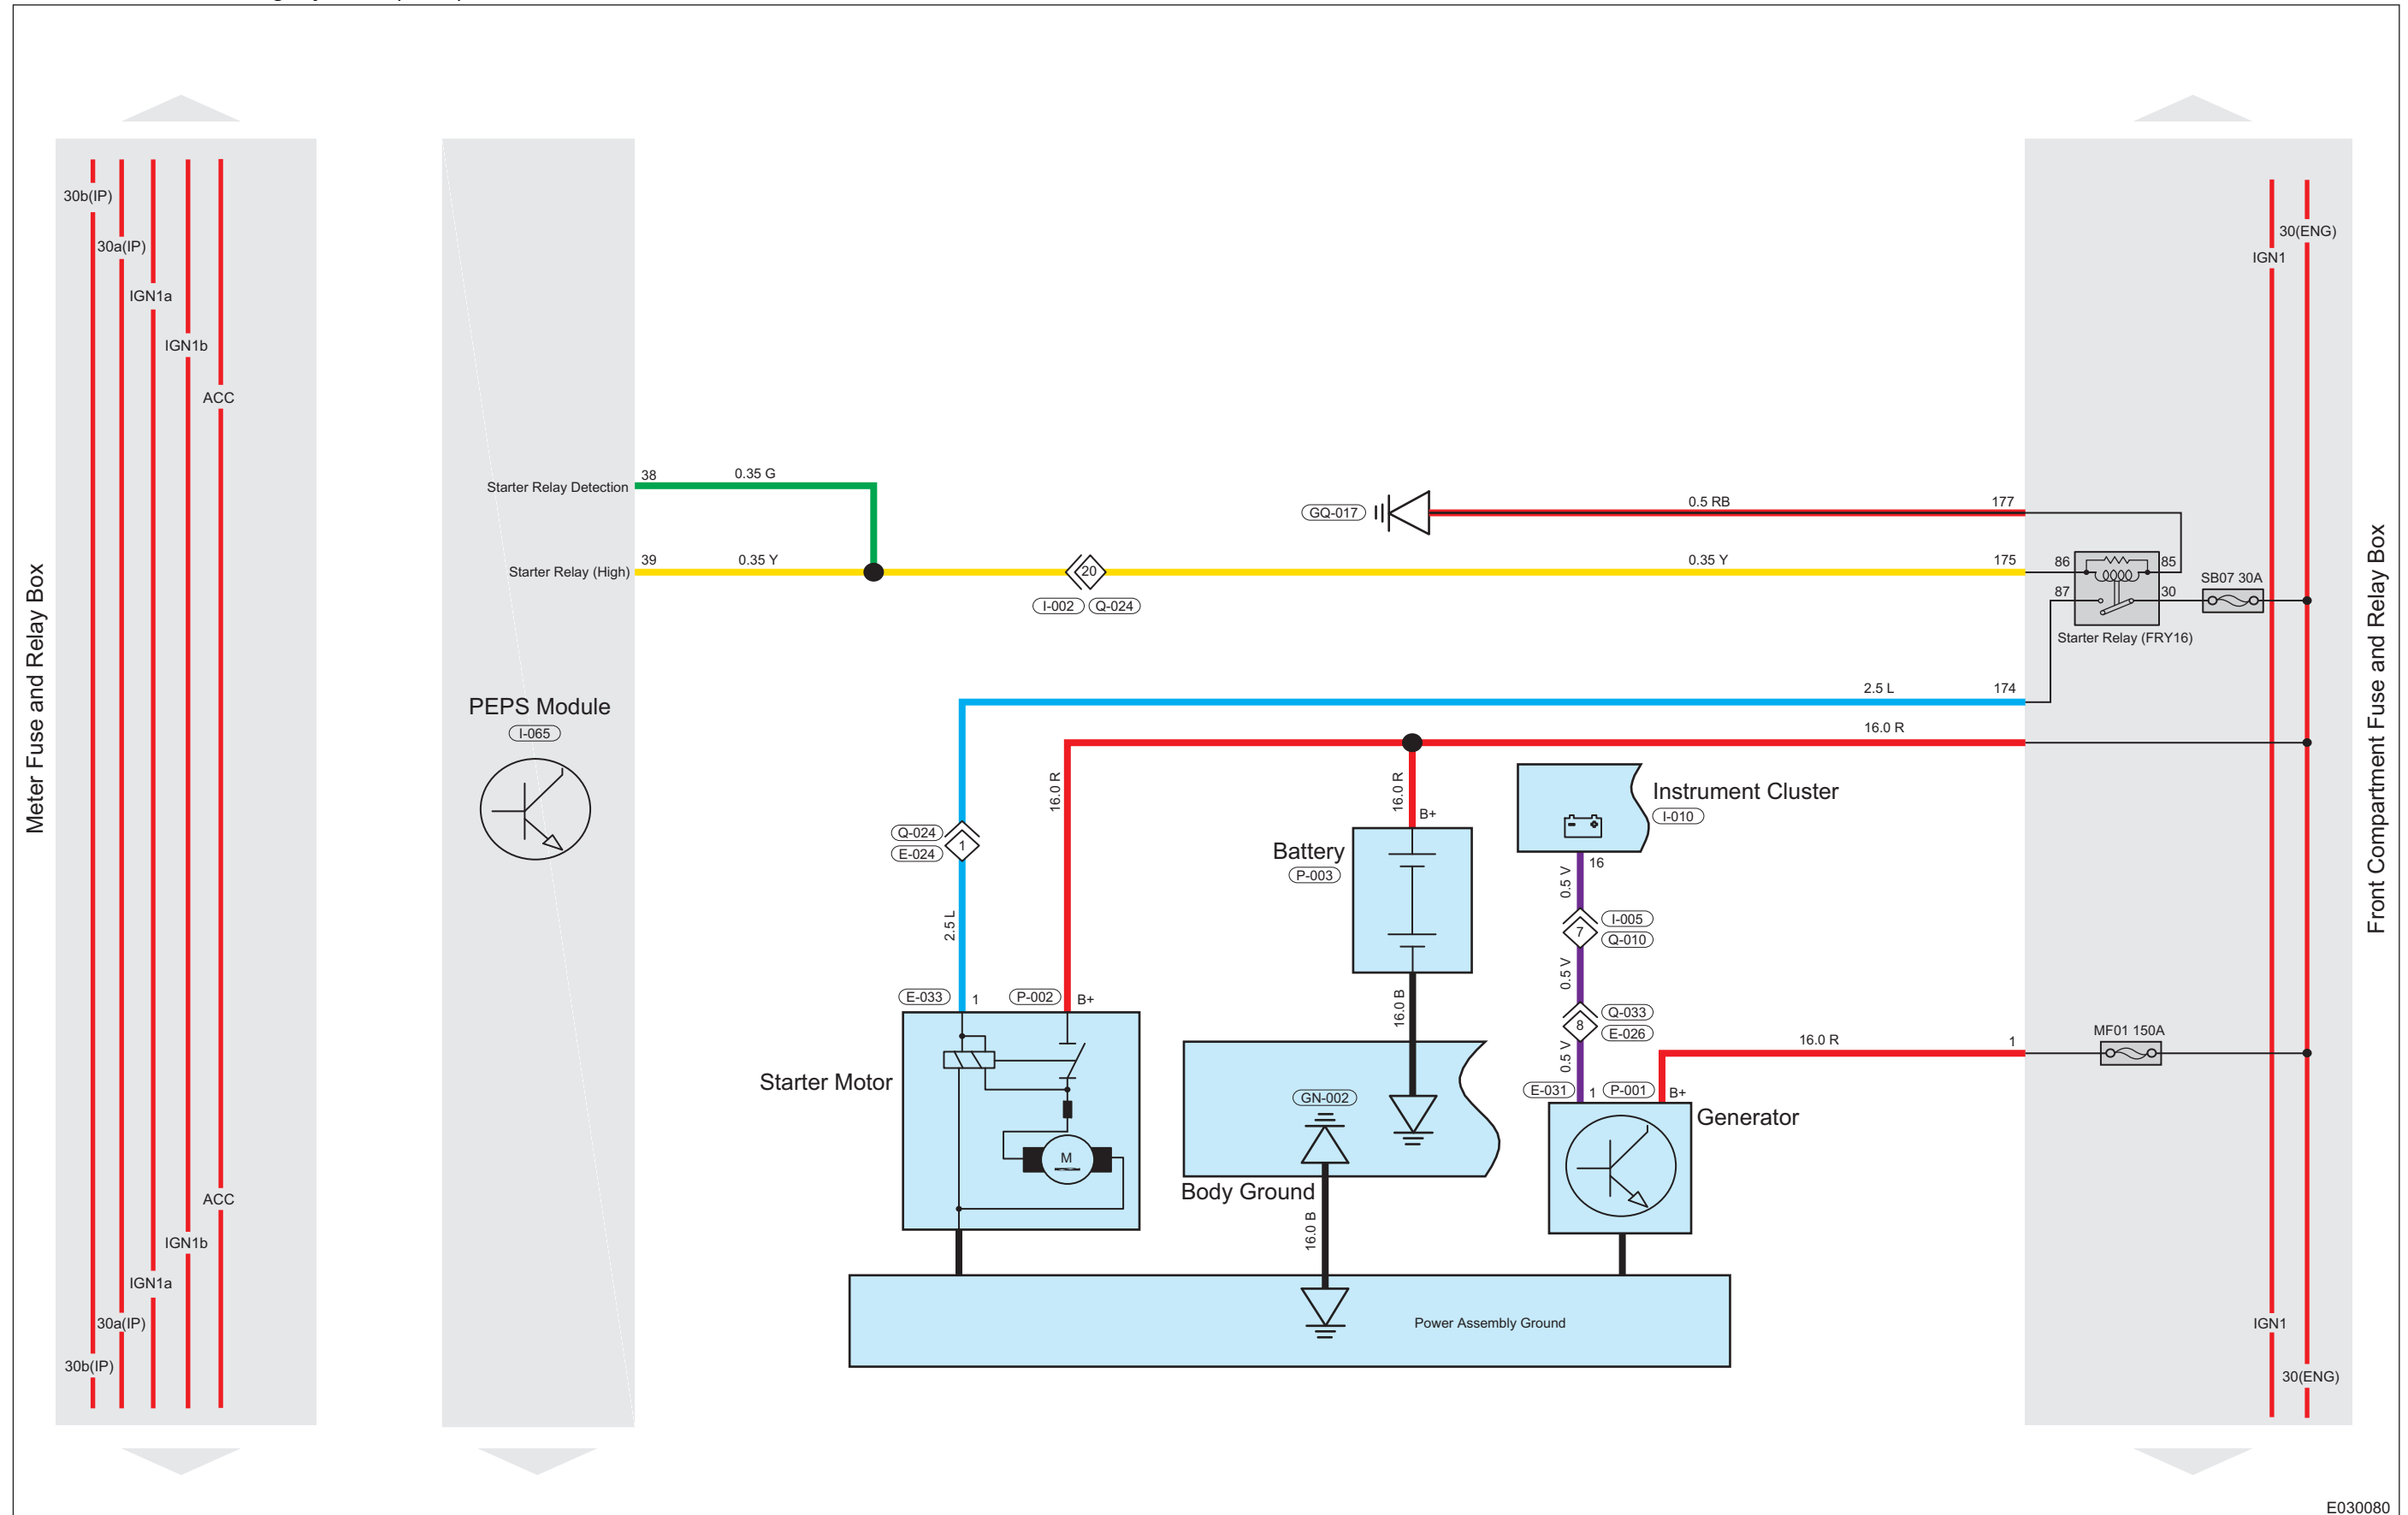 Meter Fuse and Relay Box
30b(IP)
30a(IP)
IGN1a
IGN1b
ACC
ACC
IGN1b
IGN1a
30a(IP)
30b(IP)
Starter Relay Detection
38
0.35 G
Starter Relay (High)
39
0.35 Y
20
I-002
Q-024
PEPS Module
I-065
GQ-017
0.5 RB
177
0.35 Y
175
86
85
87
30
SB07 30A
Starter Relay (FRY16)
2.5 L
174
16.0 R
30(ENG)
IGN1
Front Compartment Fuse and Relay Box
Q-024
E-024
1
2.5 L
16.0 R
E-033
1
P-002
B+
Starter Motor
M
16.0 R
B+
Battery
P-003
16.0 B
GN-002
Body Ground
16.0 B
Instrument Cluster
I-010
16
0.5 V
7
I-005
Q-010
0.5 V
8
Q-033
E-026
0.5 V
E-031
1
P-001
B+
Generator
16.0 R
1
MF01 150A
Power Assembly Ground
IGN1
30(ENG)
E030080